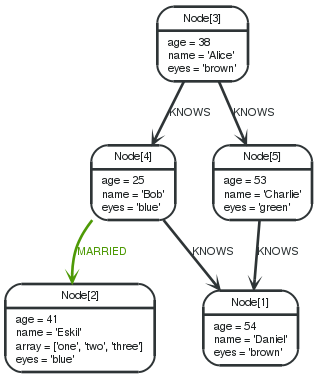 Node[3]
age = 38
name = 'Alice'
eyes = 'brown'
KNOWS
KNOWS
Node[4]
age = 25
name = 'Bob'
eyes = 'blue'
Node[5]
age = 53
name = 'Charlie'
eyes = 'green'
MARRIED
KNOWS
KNOWS
Node[2]
age = 41
name = 'Eskil'
array = ['one', 'two', 'three']
eyes = 'blue'
Node[1]
age = 54
name = 'Daniel'
eyes = 'brown'